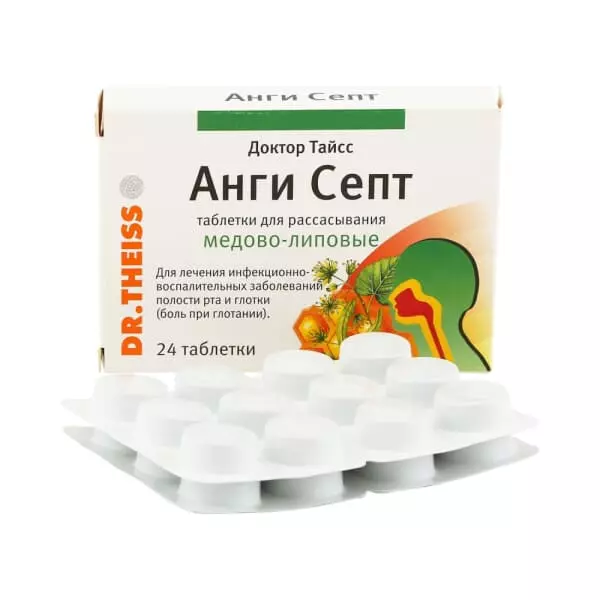 Анги Септ
Доктор Тайсс
Анги Септ
таблетки для рассасывания
медово-липовые
Для лечения инфекционно-
воспалительных заболеваний
полости рта и глотки
(боль при глотании).
24 таблетки
DR.THEISS